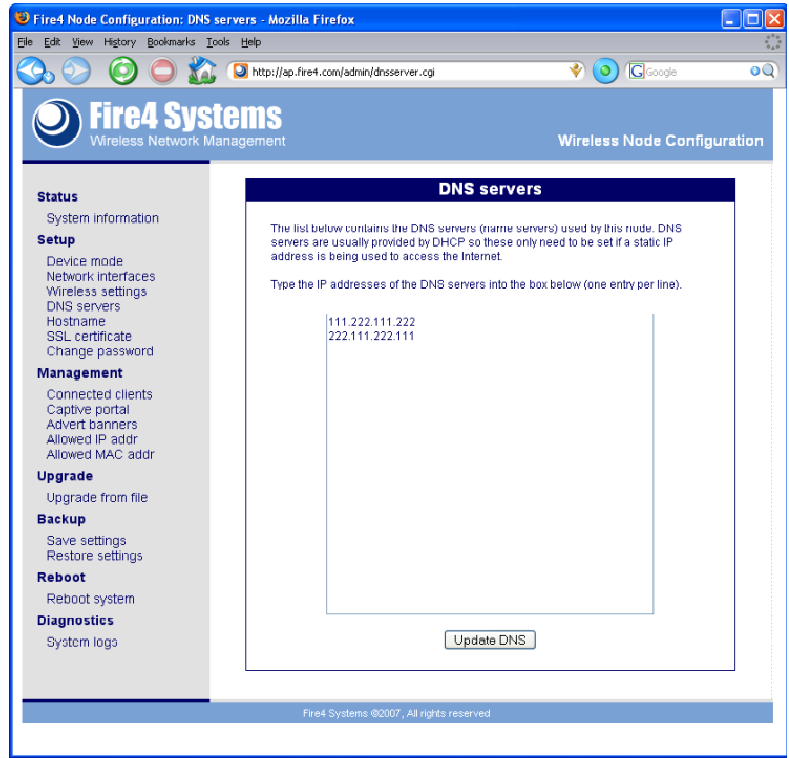 Fire4 Node Configuration: DNS servers - Mozilla Firefox
File Edit View History Bookmarks Tools Help
http://ap.fire4.com/admin/dnsserver.cgi
G Google
Fire4 Systems
Wireless Network Management
Wireless Node Configuration
Status
System information
Setup
Device mode
Network interfaces
Wireless settings
DNS servers
Hostname
SSL certificate
Change password
Management
Connected clients
Captive portal
Advert banners
Allowed IP addr
Allowed MAC addr
Upgrade
Upgrade from file
Backup
Save settings
Restore settings
Reboot
Reboot system
Diagnostics
System logs
DNS servers
The list below contains the DNS servers (name servers) used by this node. DNS
servers are usually provided by DHCP so these only need to be set if a static IP
address is being used to access the Internet.
Type the IP addresses of the DNS servers into the box below (one entry per line).
111.222.111.222
222.111.222.111
Update DNS
Fire4 Systems ©2007, All rights reserved